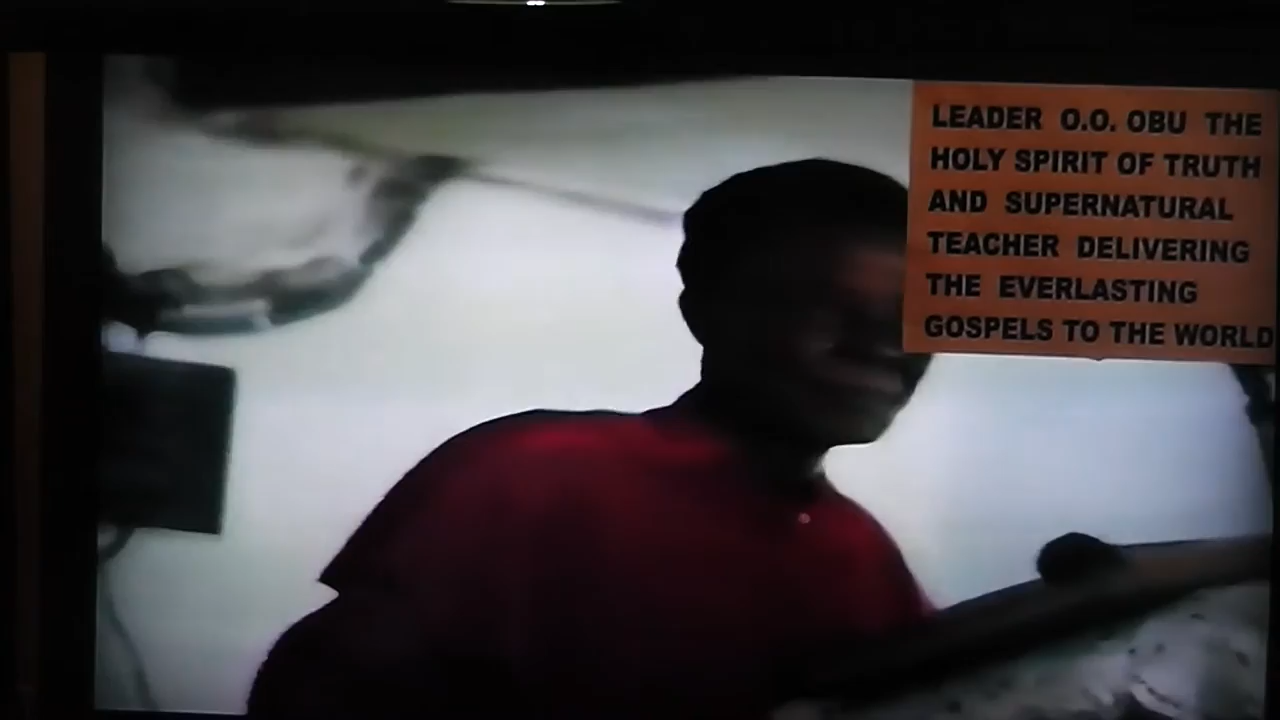 LEADER O.O. OBU THE
HOLY SPIRIT OF TRUTH
AND SUPERNATURAL
TEACHER DELIVERING
THE EVERLASTING
GOSPELS TO THE WORLD